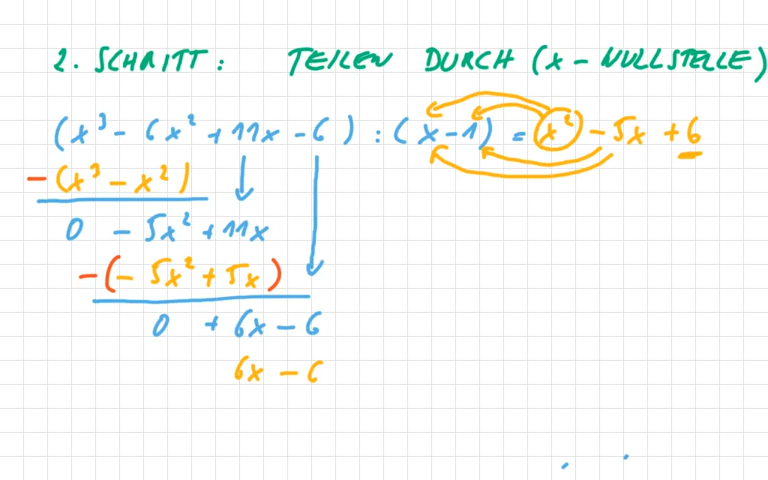 2. SCHRITT: TEILEN DURCH (x - NULLSTELLE)
(x³ - 6x² + 11x - 6) : (x - 1) = x² - 5x + 6
- (x³ - x²)
0 - 5x² + 11x
- (- 5x² + 5x)
0 + 6x - 6
6x - 6